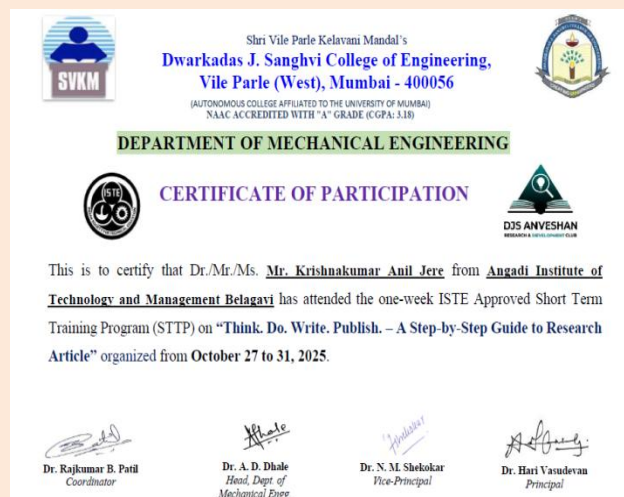 Shri Vile Parle Kelavani Mandal's
Dwarkadas J. Sanghvi College of Engineering,
Vile Parle (West), Mumbai - 400056
(AUTONOMOUS COLLEGE AFFILIATED TO THE UNIVERSITY OF MUMBAI)
NAAC ACCREDITED WITH "A" GRADE (CGPA: 3.18)
SVKM
DEPARTMENT OF MECHANICAL ENGINEERING
ISTE
CERTIFICATE OF PARTICIPATION
DJS ANVESHAN
RESEARCH & DEVELOPMENT CLUB
This is to certify that Dr./Mr./Ms. Mr. Krishnakumar Anil Jere from Angadi Institute of
Technology and Management Belagavi has attended the one-week ISTE Approved Short Term
Training Program (STTP) on “Think. Do. Write. Publish. – A Step-by-Step Guide to Research
Article” organized from October 27 to 31, 2025.
Dr. Rajkumar B. Patil
Coordinator
Dr. A. D. Dhale
Head, Dept. of
Mechanical Engg
Dr. N. M. Shekokar
Vice-Principal
Dr. Hari Vasudevan
Principal